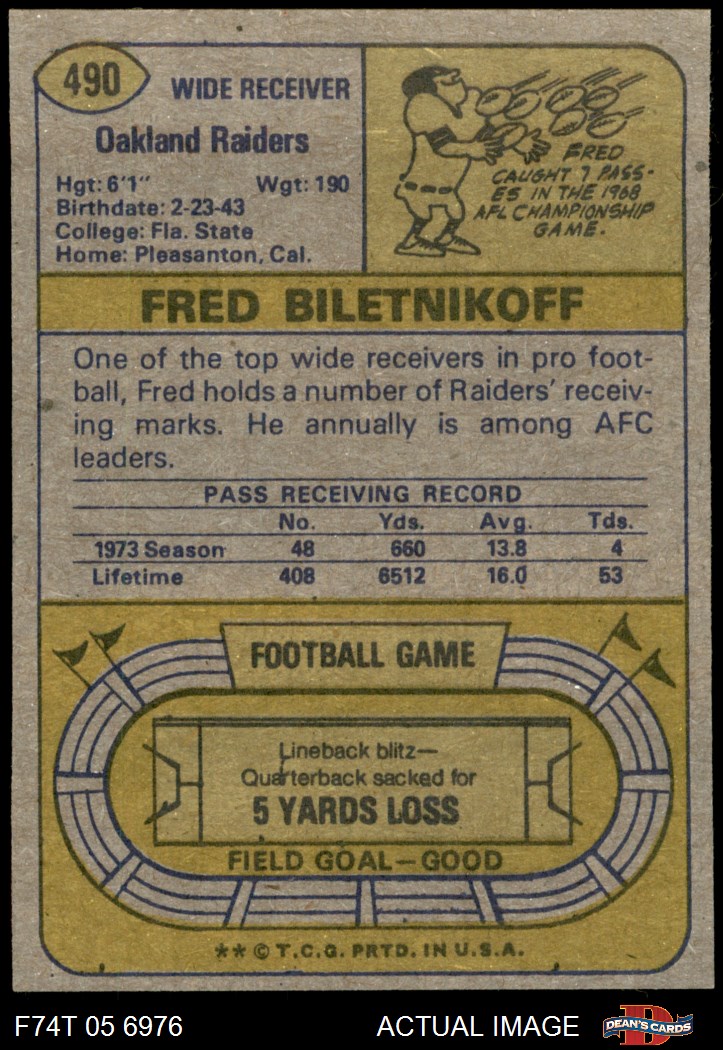 490
WIDE RECEIVER
Oakland Raiders
Hgt: 6'1" Wgt: 190
Birthdate: 2-23-43
College: Fla. State
Home: Pleasanton, Cal.
FRED
CAUGHT 7 PASS-
ES IN THE 1968
AFL CHAMPIONSHIP
GAME.
FRED BILETNIKOFF
One of the top wide receivers in pro foot-
ball, Fred holds a number of Raiders' receiv-
ing marks. He annually is among AFC
leaders.
PASS RECEIVING RECORD
No. Yds. Avg. Tds.
1973 Season 48 660 13.8 4
Lifetime 408 6512 16.0 53
FOOTBALL GAME
Lineback blitz—
Quarterback sacked for
5 YARDS LOSS
FIELD GOAL—GOOD
** © T.C.G. PRTD. IN U.S.A.
F74T 05 6976 ACTUAL IMAGE
D
DEAN'S CARDS